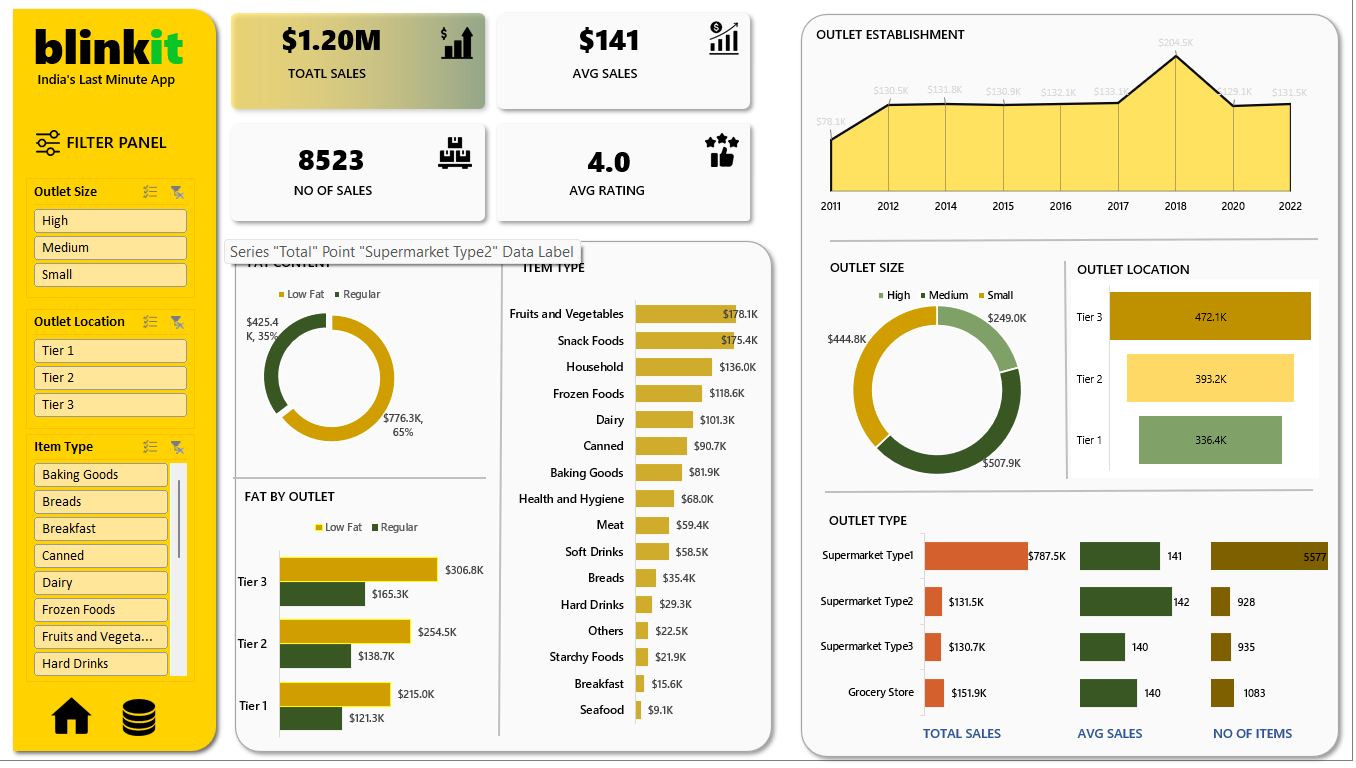 blinkit
India's Last Minute App
FILTER PANEL
Outlet Size
High
Medium
Small
Outlet Location
Tier 1
Tier 2
Tier 3
Item Type
Baking Goods
Breads
Breakfast
Canned
Dairy
Frozen Foods
Fruits and Vegeta...
Hard Drinks
$1.20M
TOATL SALES
$141
AVG SALES
8523
NO OF SALES
4.0
AVG RATING
Series "Total" Point "Supermarket Type2" Data Label
FAT CONTENT
Low Fat Regular
$425.4
K, 35%
$776.3K,
65%
FAT BY OUTLET
Low Fat Regular
Tier 3 $306.8K
$165.3K
Tier 2 $254.5K
$138.7K
Tier 1 $215.0K
$121.3K
ITEM TYPE
Fruits and Vegetables $178.1K
Snack Foods $175.4K
Household $136.0K
Frozen Foods $118.6K
Dairy $101.3K
Canned $90.7K
Baking Goods $81.9K
Health and Hygiene $68.0K
Meat $59.4K
Soft Drinks $58.5K
Breads $35.4K
Hard Drinks $29.3K
Others $22.5K
Starchy Foods $21.9K
Breakfast $15.6K
Seafood $9.1K
OUTLET ESTABLISHMENT
$78.1K $130.5K $131.8K $130.9K $132.1K $133.1K $204.5K $129.1K $131.5K
2011 2012 2014 2015 2016 2017 2018 2020 2022
OUTLET SIZE
High Medium Small
$249.0K
$444.8K
$507.9K
OUTLET LOCATION
Tier 3 472.1K
Tier 2 393.2K
Tier 1 336.4K
OUTLET TYPE
Supermarket Type1 $787.5K 141 5577
Supermarket Type2 $131.5K 142 928
Supermarket Type3 $130.7K 140 935
Grocery Store $151.9K 140 1083
TOTAL SALES AVG SALES NO OF ITEMS